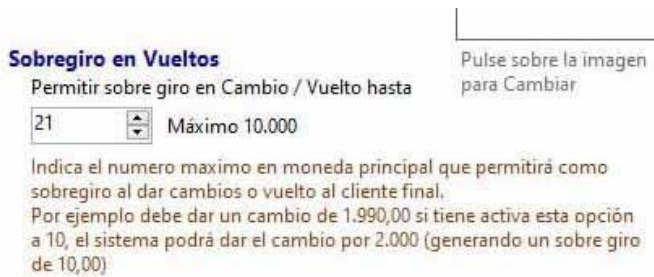 Sobregiro en Vueltos
Pulse sobre la imagen
para Cambiar
Permitir sobre giro en Cambio / Vuelto hasta
21 Máximo 10.000
Indica el numero maximo en moneda principal que permitirá como
sobregiro al dar cambios o vuelto al cliente final.
Por ejemplo debe dar un cambio de 1.990,00 si tiene activa esta opción
a 10, el sistema podrá dar el cambio por 2.000 (generando un sobre giro
de 10,00)